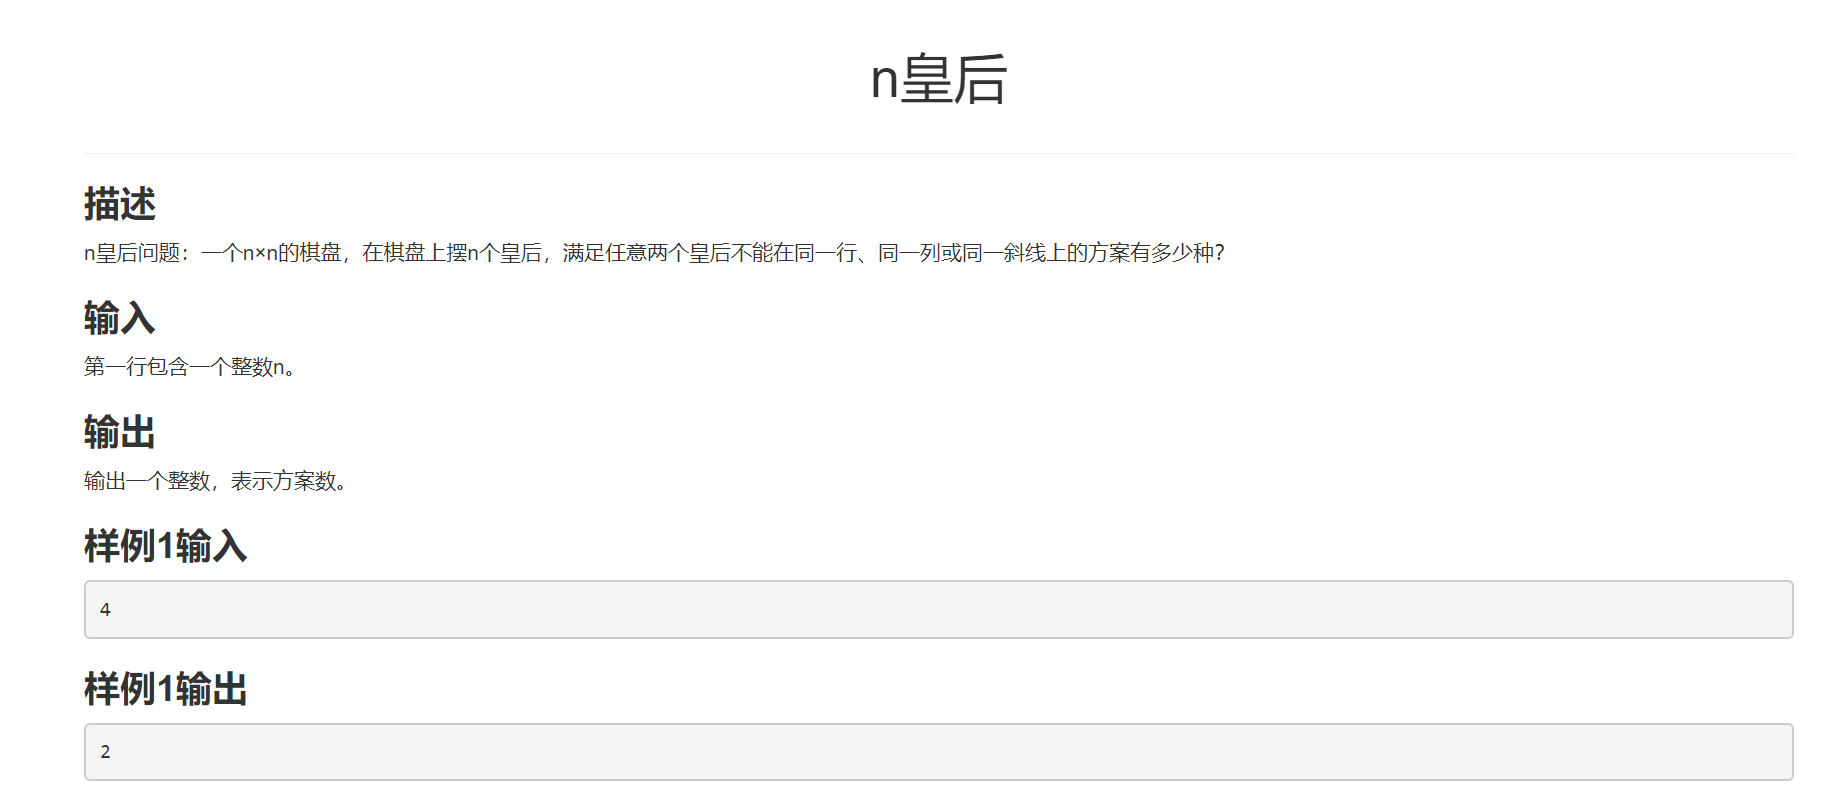 n皇后
描述
n皇后问题：一个n×n的棋盘，在棋盘上摆n个皇后，满足任意两个皇后不能在同一行、同一列或同一斜线上的方案有多少种？
输入
第一行包含一个整数n。
输出
输出一个整数，表示方案数。
样例1输入
4
样例1输出
2